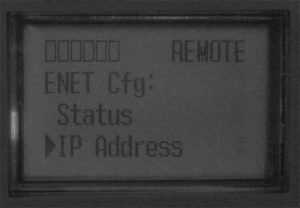 ▯▯▯▯▯▯ REMOTE
ENET Cfg:
Status
▶IP Address